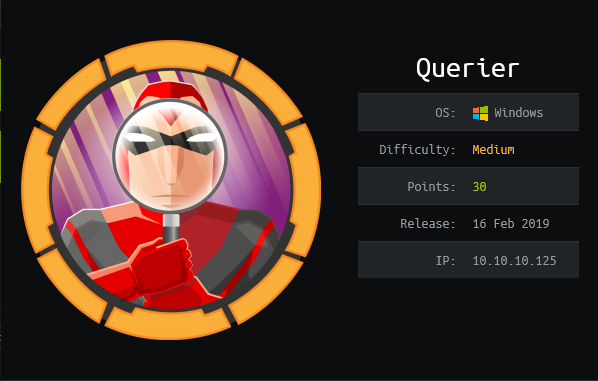 Querier
OS: Windows
Difficulty: Medium
Points: 30
Release: 16 Feb 2019
IP: 10.10.10.125